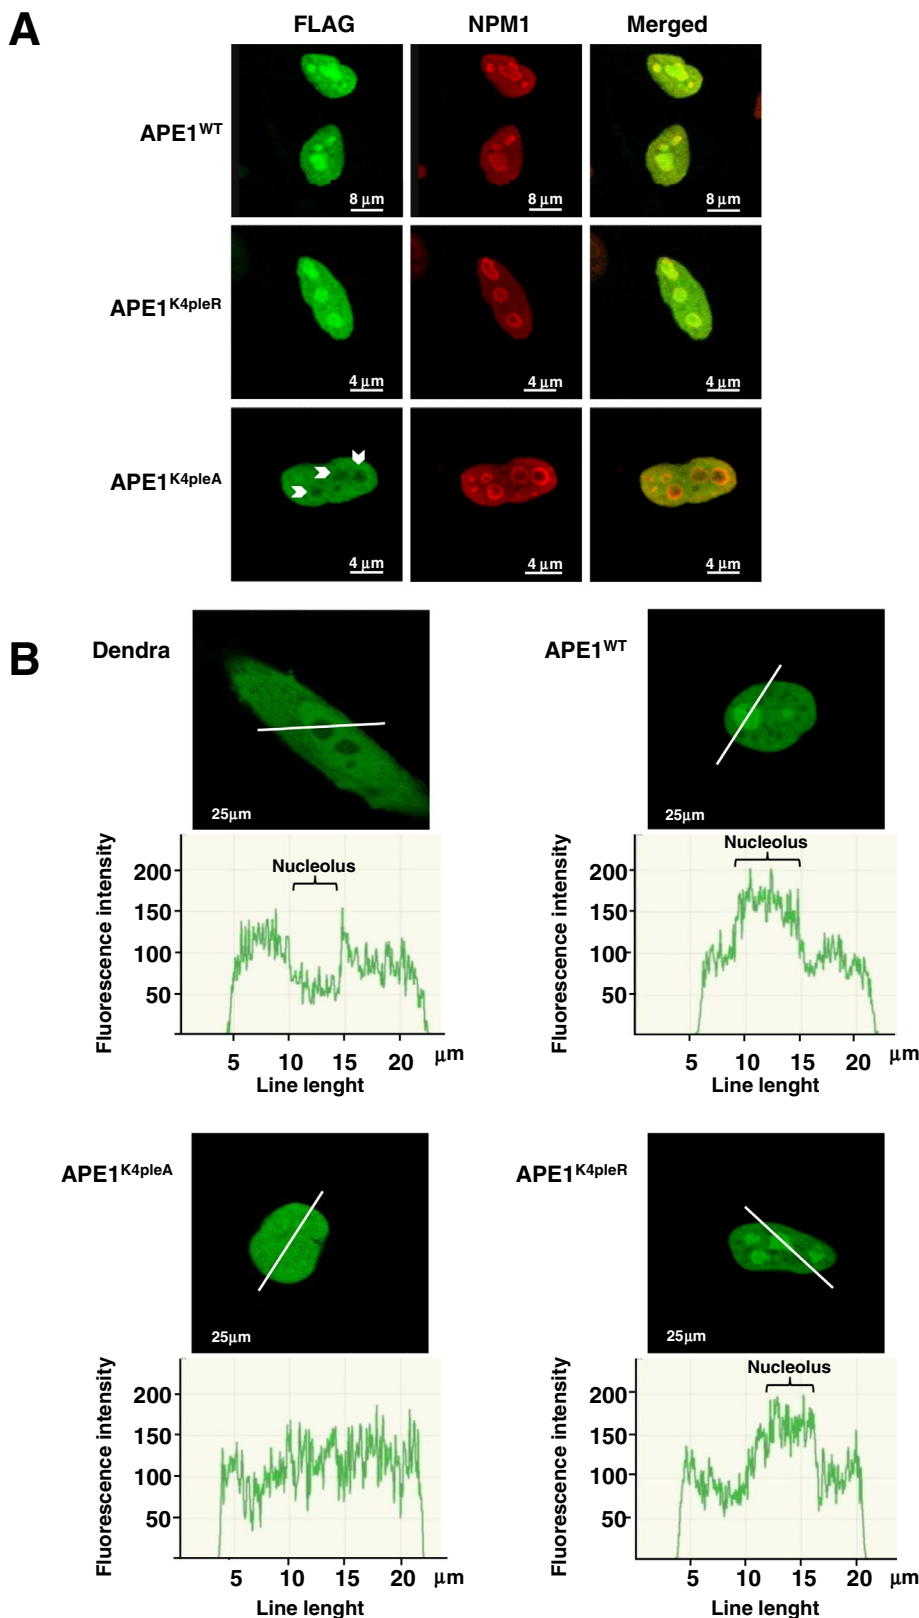 A
FLAG NPM1 Merged
APE1WT
8 μm 8 μm 8 μm
APE1K4pleR
4 μm 4 μm 4 μm
APE1K4pleA
4 μm 4 μm 4 μm
B
Dendra
25μm
Fluorescence intensity
200
150
100
50
Nucleolus
5 10 15 20 μm
Line lenght
APE1WT
25μm
Fluorescence intensity
200
150
100
50
Nucleolus
5 10 15 20 μm
Line lenght
APE1K4pleA
25μm
Fluorescence intensity
200
150
100
50
5 10 15 20 μm
Line lenght
APE1K4pleR
25μm
Fluorescence intensity
200
150
100
50
Nucleolus
5 10 15 20 μm
Line lenght